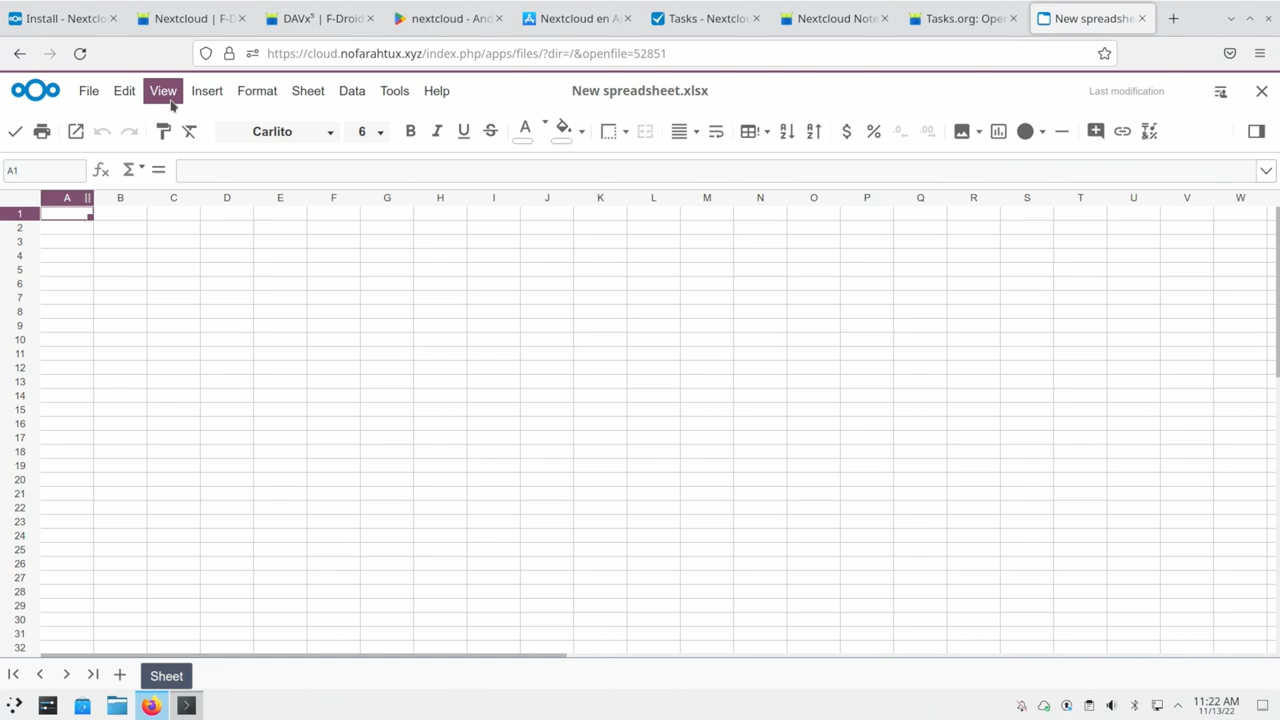 Install - Nextclo
Nextcloud | F-D
DAVx⁵ | F-Droid
nextcloud - And
Nextcloud en Ap
Tasks - Nextclou
Nextcloud Note
Tasks.org: Ope
New spreadshe
https://cloud.nofarahtux.xyz/index.php/apps/files/?dir=/&openfile=52851
File Edit View Insert Format Sheet Data Tools Help
New spreadsheet.xlsx
Last modification
Carlito 6 B I U S A $ %
A1
A B C D E F G H I J K L M N O P Q R S T U V W
1
2
3
4
5
6
7
8
9
10
11
12
13
14
15
16
17
18
19
20
21
22
23
24
25
26
27
28
29
30
31
32
Sheet
11:22 AM
11/13/22